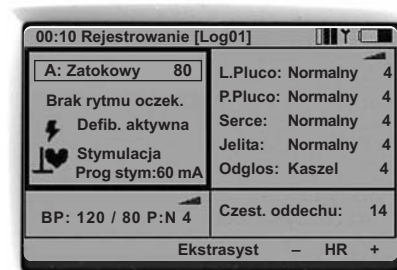 00:10 Rejestrowanie [Log01]
A: Zatokowy 80
Brak rytmu oczek.
Defib. aktywna
Stymulacja
Prog stym:60 mA
L.Pluco: Normalny 4
P.Pluco: Normalny 4
Serce: Normalny 4
Jelita: Normalny 4
Odglos: Kaszel 4
BP: 120 / 80 P:N 4
Czest. oddechu: 14
Ekstrasyst – HR +